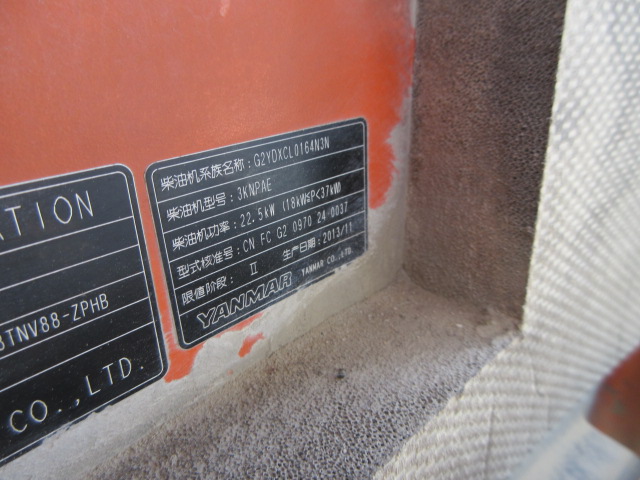 ATION
3TNV88-ZPHB
CO.,LTD.
柴油机系族名称: G2YDXCL0164N3N
柴油机型号: 3KNPAE
柴油机功率: 22.5kW (18kW≤P<37kW)
型式核准号: CN FC G2 0970 24 0037
限值阶段: II 生产日期: 2013/11
YANMAR YANMAR CO.,LTD.